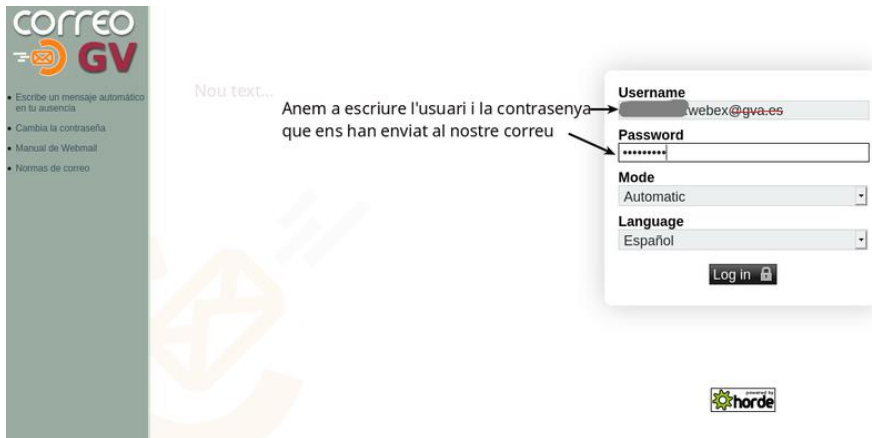 correo
GV
Escribe un mensaje automático
en tu ausencia
Cambia la contraseña
Manual de Webmail
Normas de correo
Nou text...
Anem a escriure l'usuari i la contrasenya
que ens han enviat al nostre correu
Username
.webex@gva.es
Password
•••••••••
Mode
Automatic
Language
Español
Log in
powered by
horde